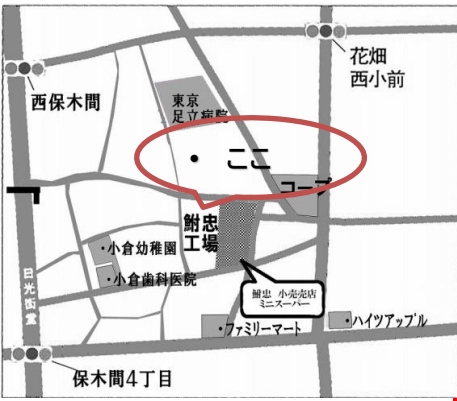 花畑
西小前
西保木間
東京
足立病院
ここ
コープ
鮒忠
工場
・小倉幼稚園
・小倉歯科医院
日光街道
鮒忠 小売売店
ミニスーパー
・ファミリーマート
・ハイツアップル
保木間4丁目